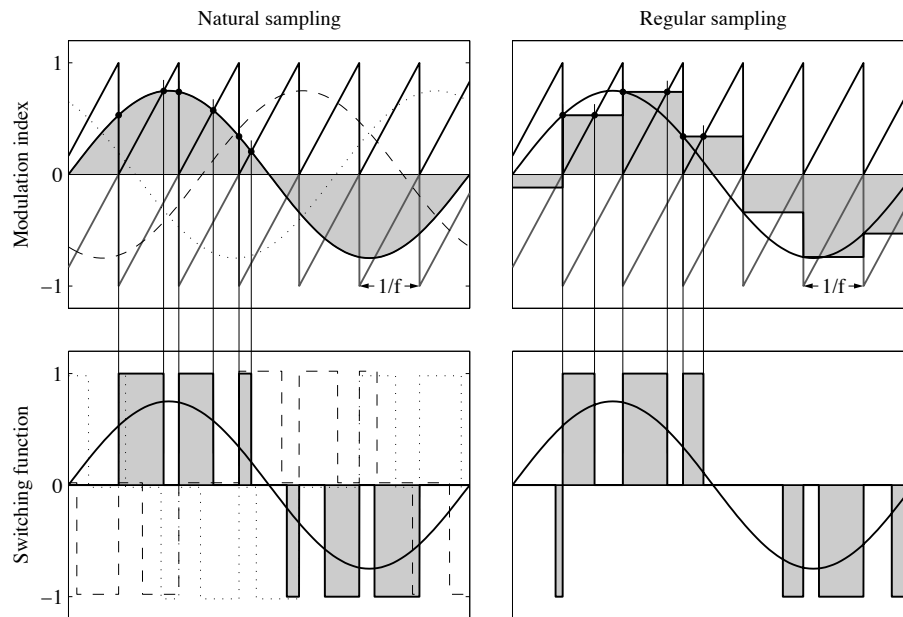 Natural sampling
Regular sampling
Modulation index
1
0
−1
1/f
1/f
Switching function
1
0
−1